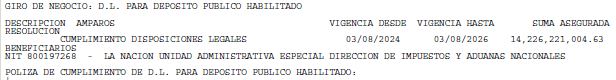 GIRO DE NEGOCIO: D.L. PARA DEPOSITO PUBLICO HABILITADO
DESCRIPCION AMPAROS VIGENCIA DESDE VIGENCIA HASTA SUMA ASEGURADA
RESOLUCION
CUMPLIMIENTO DISPOSICIONES LEGALES 03/08/2024 03/08/2026 14,226,221,004.63
BENEFICIARIOS
NIT 800197268 - LA NACION UNIDAD ADMINISTRATIVA ESPECIAL DIRECCION DE IMPUESTOS Y ADUANAS NACIONALES
POLIZA DE CUMPLIMIENTO DE D.L. PARA DEPOSITO PUBLICO HABILITADO: